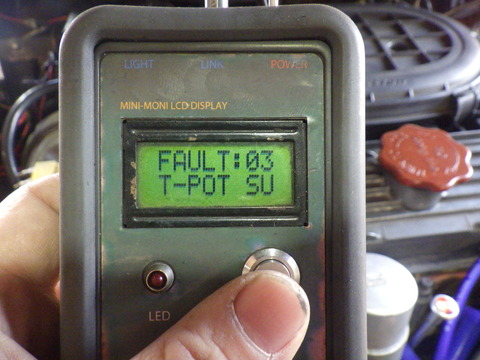 LIGHT LINK POWER
MINI-MONI LCD DISPLAY
FAULT:03
T-POT SU
LED